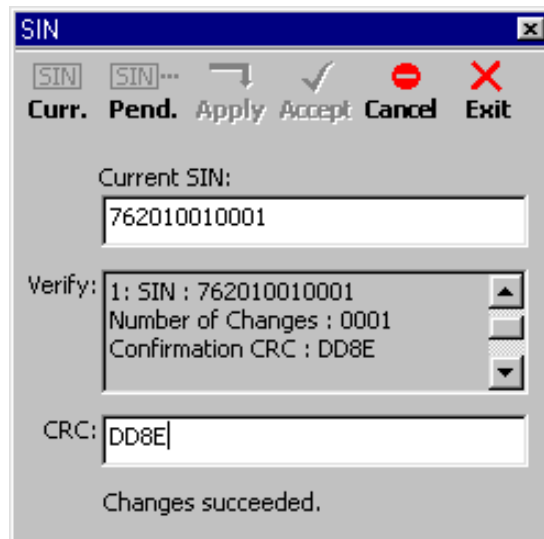 SIN
SIN SIN...
Curr. Pend. Apply Accept Cancel Exit
Current SIN:
762010010001
Verify: 1: SIN : 762010010001
Number of Changes : 0001
Confirmation CRC : DD8E
CRC: DD8E
Changes succeeded.